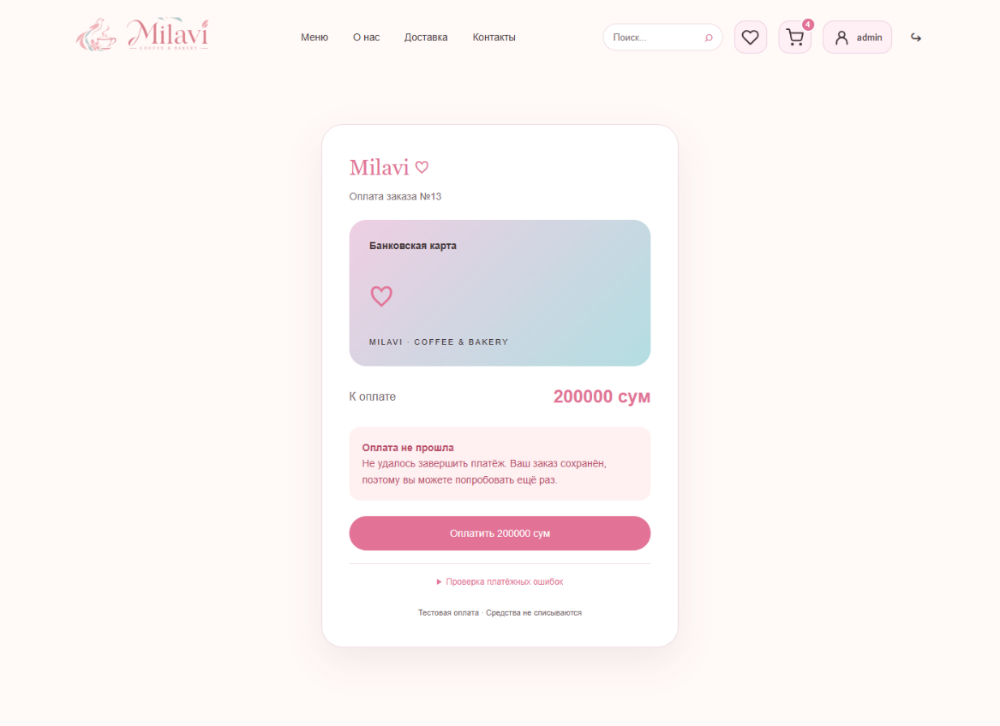 Milavi
COFFEE & BAKERY
Меню
О нас
Доставка
Контакты
Поиск...
4
admin
Milavi
Оплата заказа №13
Банковская карта
MILAVI · COFFEE & BAKERY
К оплате
200000 сум
Оплата не прошла
Не удалось завершить платёж. Ваш заказ сохранён,
поэтому вы можете попробовать ещё раз.
Оплатить 200000 сум
Проверка платёжных ошибок
Тестовая оплата · Средства не списываются